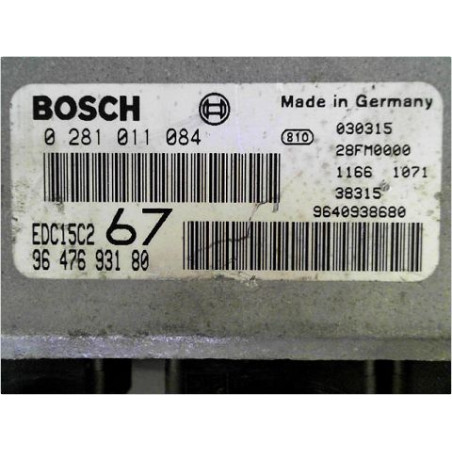 BOSCH
Made in Germany
0 281 011 084
810
030315
28FM0000
1166 1071
38315
9640938680
EDC15C2 67
96 476 931 80